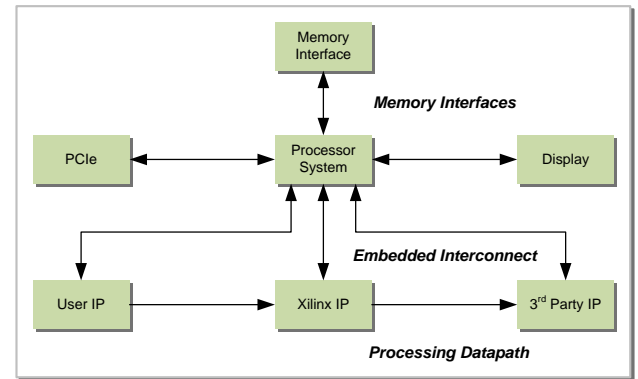 Memory
Interface
Memory Interfaces
PCIe
Processor
System
Display
Embedded Interconnect
User IP
Xilinx IP
3rd Party IP
Processing Datapath